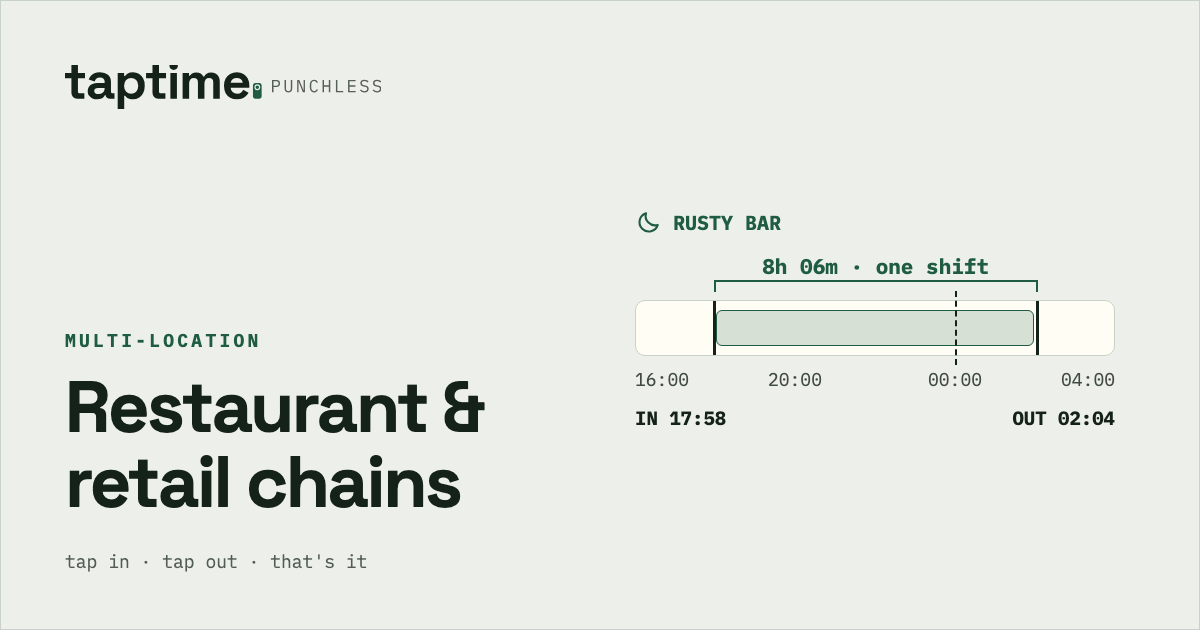 taptime PUNCHLESS
MULTI-LOCATION
Restaurant &
retail chains
tap in · tap out · that's it
RUSTY BAR
8h 06m · one shift
16:00 20:00 00:00 04:00
IN 17:58 OUT 02:04